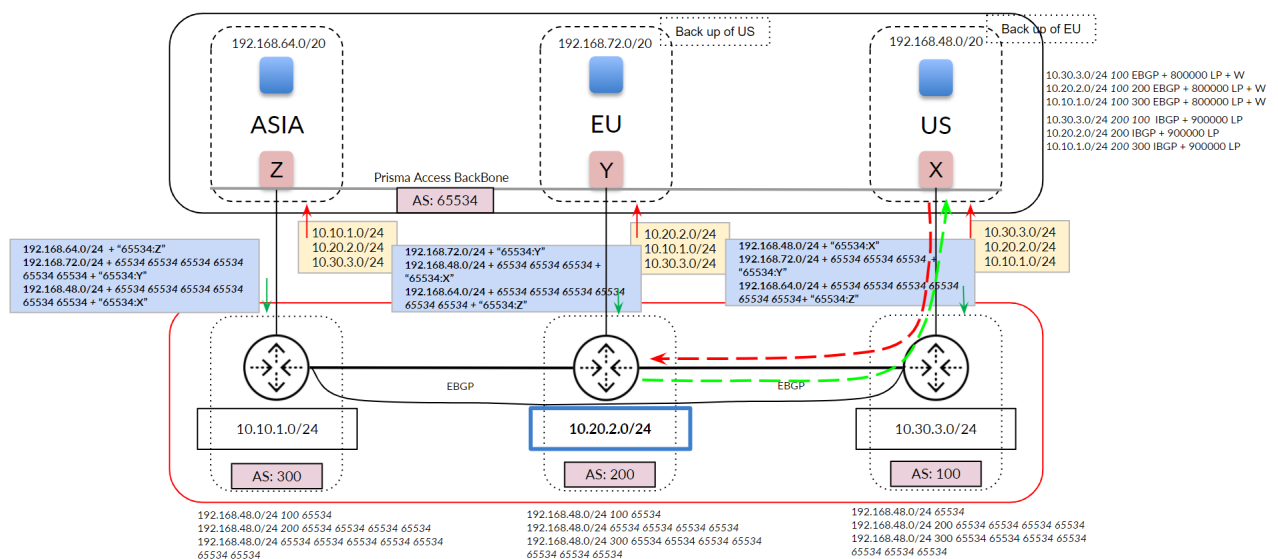 Back up of US
Back up of EU
192.168.64.0/20
192.168.72.0/20
192.168.48.0/20
ASIA
EU
US
Z
Y
X
10.30.3.0/24 100 EBGP + 800000 LP + W
10.20.2.0/24 100 200 EBGP + 800000 LP + W
10.10.1.0/24 100 300 EBGP + 800000 LP + W
10.30.3.0/24 200 100 IBGP + 900000 LP
10.20.2.0/24 200 IBGP + 900000 LP
10.10.1.0/24 200 300 IBGP + 900000 LP
Prisma Access BackBone
AS: 65534
10.10.1.0/24
10.20.2.0/24
10.30.3.0/24
10.20.2.0/24
10.10.1.0/24
10.30.3.0/24
10.30.3.0/24
10.20.2.0/24
10.10.1.0/24
192.168.64.0/24 + “65534:Z”
192.168.72.0/24 + 65534 65534 65534 65534
65534 65534 + “65534:Y”
192.168.48.0/24 + 65534 65534 65534 65534
65534 65534 + “65534:X”
192.168.72.0/24 + “65534:Y”
192.168.48.0/24 + 65534 65534 65534 +
“65534:X”
192.168.64.0/24 + 65534 65534 65534 65534
65534 65534 + “65534:Z”
192.168.48.0/24 + “65534:X”
192.168.72.0/24 + 65534 65534 65534 +
“65534:Y”
192.168.64.0/24 + 65534 65534 65534 65534
65534 65534+ “65534:Z”
EBGP
EBGP
10.10.1.0/24
10.20.2.0/24
10.30.3.0/24
AS: 300
AS: 200
AS: 100
192.168.48.0/24 100 65534
192.168.48.0/24 200 65534 65534 65534 65534
192.168.48.0/24 65534 65534 65534 65534 65534
65534 65534
192.168.48.0/24 100 65534
192.168.48.0/24 65534 65534 65534 65534
192.168.48.0/24 300 65534 65534 65534 65534
65534 65534 65534
192.168.48.0/24 65534
192.168.48.0/24 200 65534 65534 65534 65534
192.168.48.0/24 300 65534 65534 65534 65534
65534 65534 65534